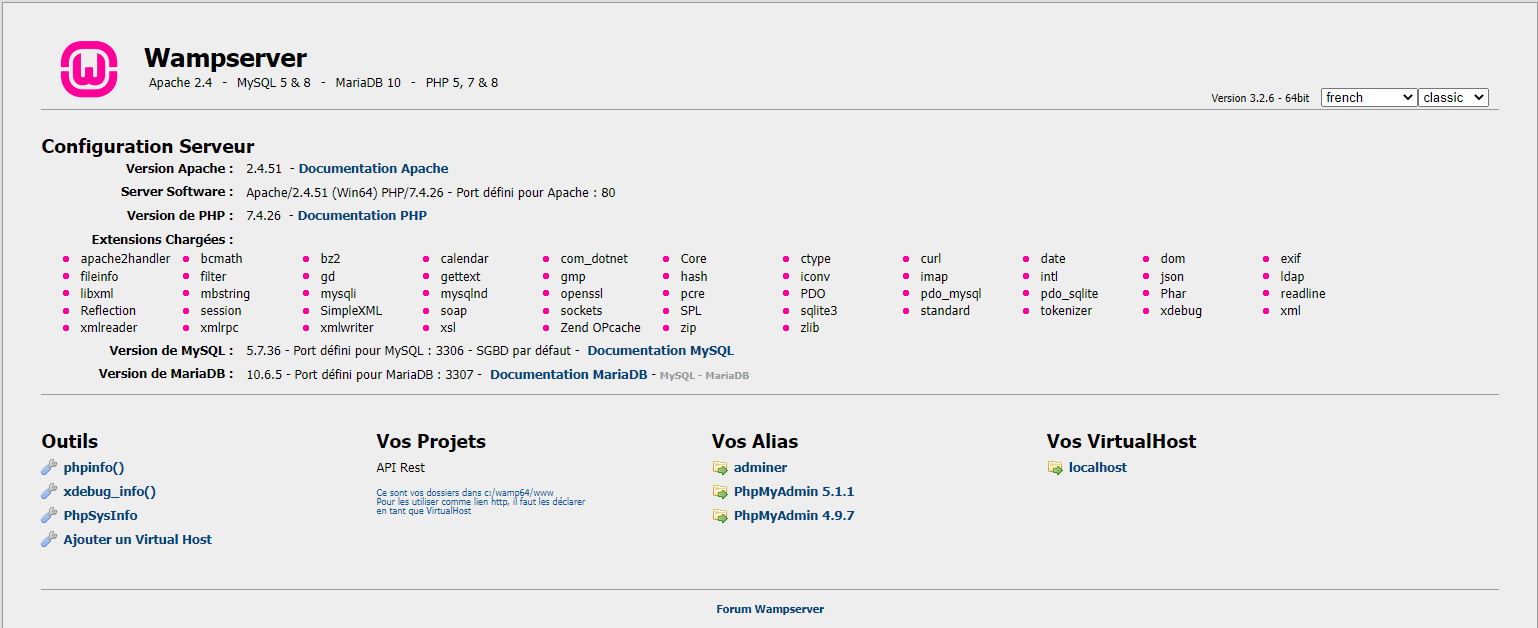 Wampserver
Apache 2.4 - MySQL 5 & 8 - MariaDB 10 - PHP 5, 7 & 8
Version 3.2.6 - 64bit french classic
Configuration Serveur
Version Apache : 2.4.51 - Documentation Apache
Server Software : Apache/2.4.51 (Win64) PHP/7.4.26 - Port défini pour Apache : 80
Version de PHP : 7.4.26 - Documentation PHP
Extensions Chargées :
apache2handler bcmath bz2 calendar com_dotnet Core ctype curl date dom exif
fileinfo filter gd gettext gmp hash iconv imap intl json ldap
libxml mbstring mysqli mysqlnd openssl pcre PDO pdo_mysql pdo_sqlite Phar readline
Reflection session SimpleXML soap sockets SPL sqlite3 standard tokenizer xdebug xml
xmlreader xmlrpc xmlwriter xsl Zend OPcache zip zlib
Version de MySQL : 5.7.36 - Port défini pour MySQL : 3306 - SGBD par défaut - Documentation MySQL
Version de MariaDB : 10.6.5 - Port défini pour MariaDB : 3307 - Documentation MariaDB - MySQL - MariaDB
Outils
phpinfo()
xdebug_info()
PhpSysInfo
Ajouter un Virtual Host
Vos Projets
API Rest
Ce sont vos dossiers dans c:/wamp64/www
Pour les utiliser comme lien http, il faut les déclarer
en tant que VirtualHost
Vos Alias
adminer
PhpMyAdmin 5.1.1
PhpMyAdmin 4.9.7
Vos VirtualHost
localhost
Forum Wampserver